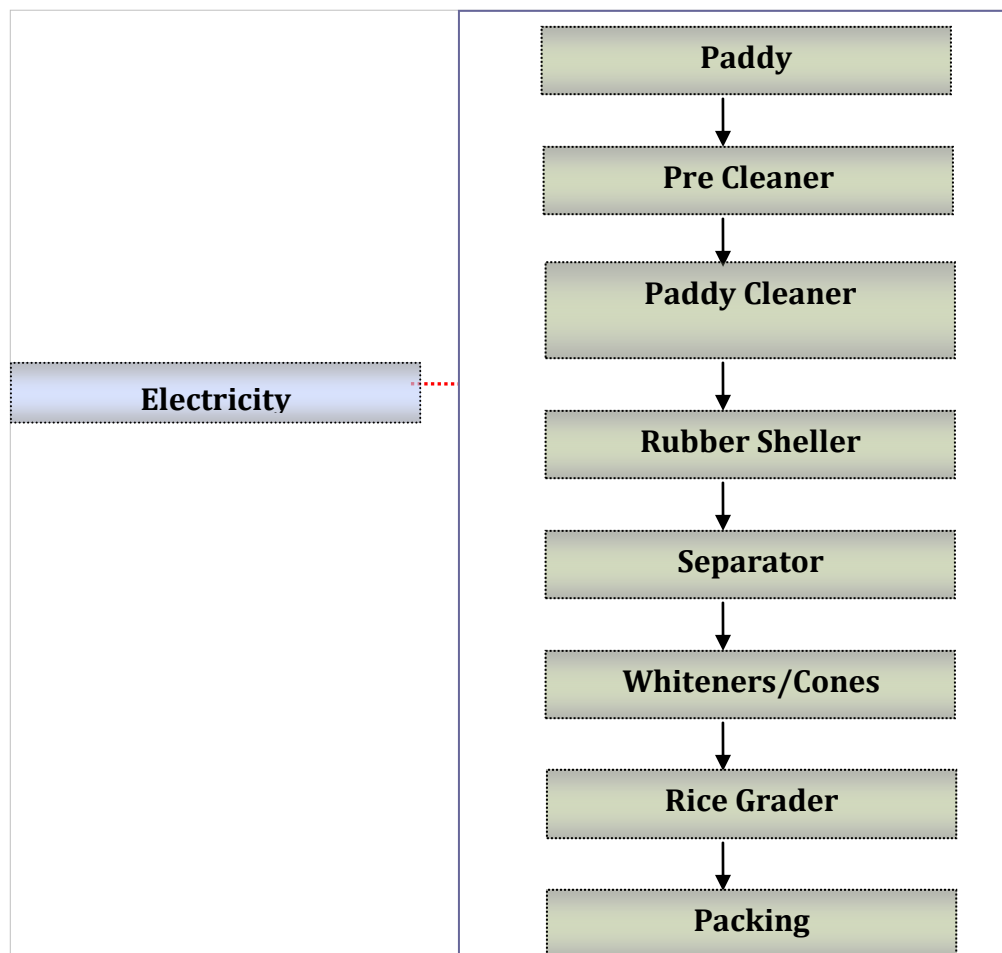 Paddy
Pre Cleaner
Paddy Cleaner
Electricity
Rubber Sheller
Separator
Whiteners/Cones
Rice Grader
Packing